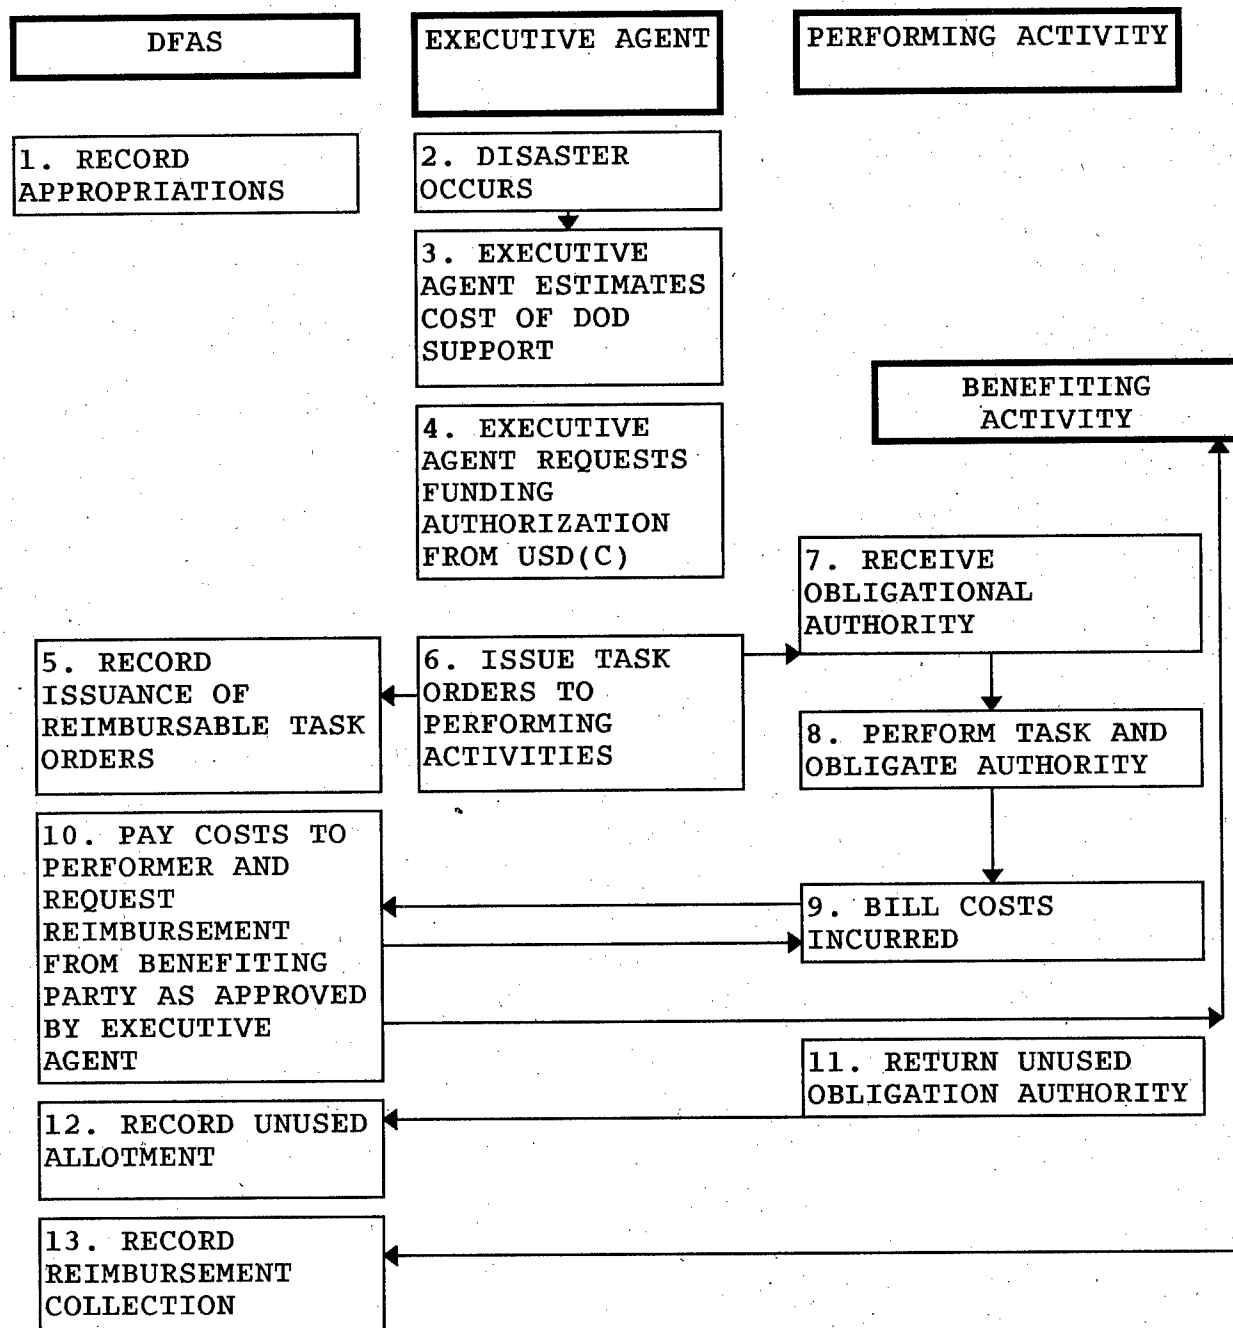 DFAS
EXECUTIVE AGENT
PERFORMING ACTIVITY
1. RECORD
APPROPRIATIONS
2. DISASTER
OCCURS
3. EXECUTIVE
AGENT ESTIMATES
COST OF DOD
SUPPORT
BENEFITING
ACTIVITY
4. EXECUTIVE
AGENT REQUESTS
FUNDING
AUTHORIZATION
FROM USD(C)
7. RECEIVE
OBLIGATIONAL
AUTHORITY
5. RECORD
ISSUANCE OF
REIMBURSABLE TASK
ORDERS
6. ISSUE TASK
ORDERS TO
PERFORMING
ACTIVITIES
8. PERFORM TASK AND
OBLIGATE AUTHORITY
10. PAY COSTS TO
PERFORMER AND
REQUEST
REIMBURSEMENT
FROM BENEFITING
PARTY AS APPROVED
BY EXECUTIVE
AGENT
9. BILL COSTS
INCURRED
11. RETURN UNUSED
OBLIGATION AUTHORITY
12. RECORD UNUSED
ALLOTMENT
13. RECORD
REIMBURSEMENT
COLLECTION